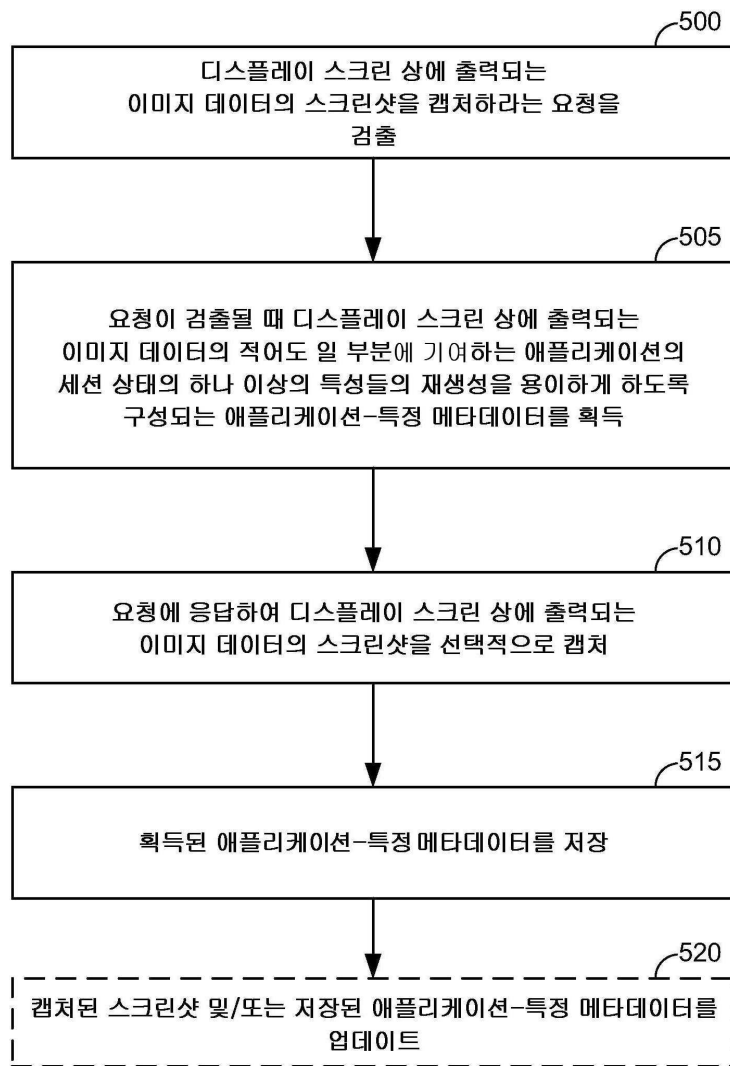 500
디스플레이 스크린 상에 출력되는
이미지 데이터의 스크린샷을 캡처하라는 요청을
검출
505
요청이 검출될 때 디스플레이 스크린 상에 출력되는
이미지 데이터의 적어도 일 부분에 기여하는 애플리케이션의
세션 상태의 하나 이상의 특성들의 재생성을 용이하게 하도록
구성되는 애플리케이션-특정 메타데이터를 획득
510
요청에 응답하여 디스플레이 스크린 상에 출력되는
이미지 데이터의 스크린샷을 선택적으로 캡처
515
획득된 애플리케이션-특정 메타데이터를 저장
520
캡처된 스크린샷 및/또는 저장된 애플리케이션-특정 메타데이터를
업데이트